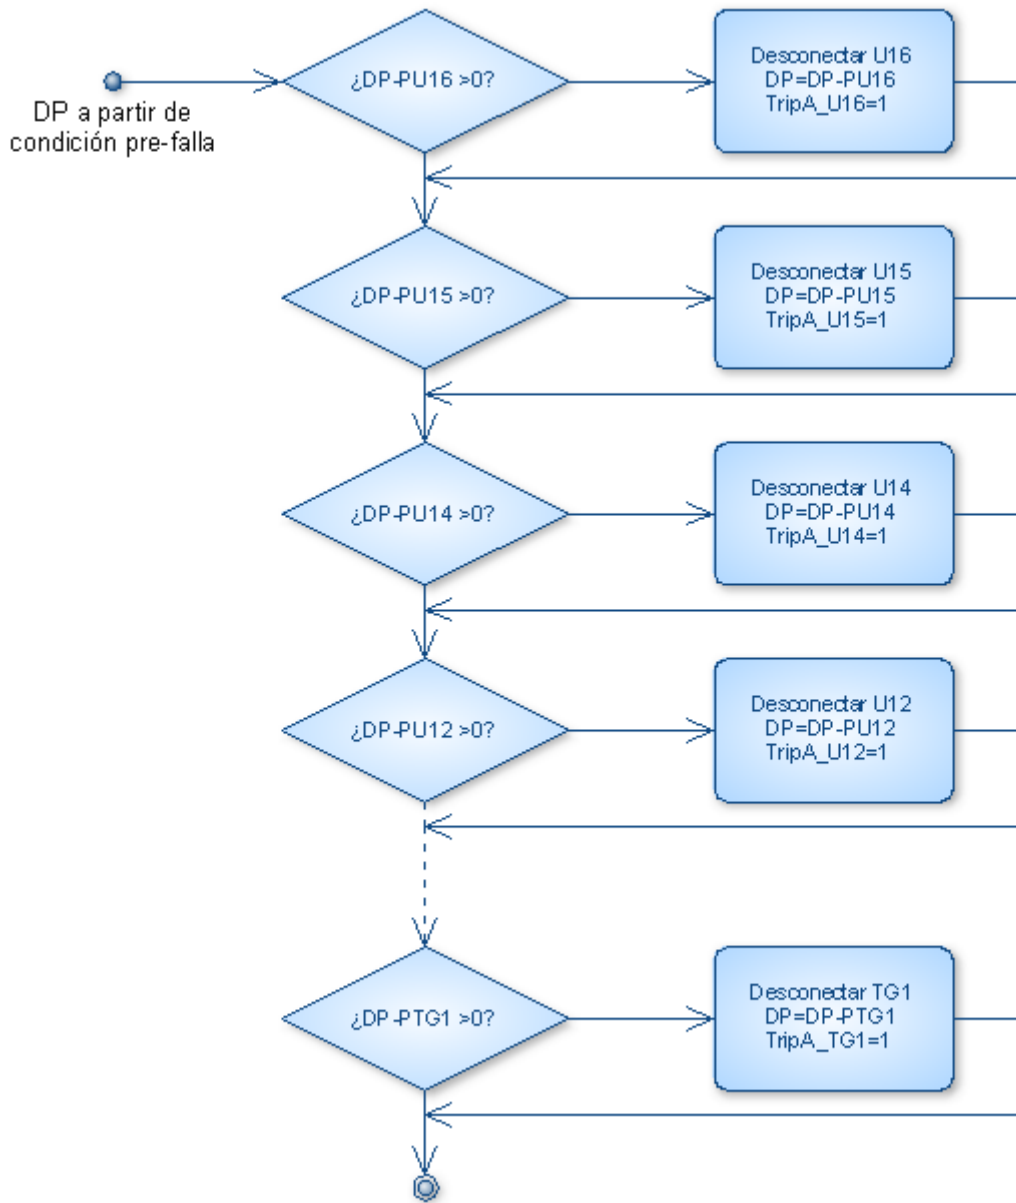 ¿DP-PU16 >0?
Desconectar U16
DP=DP-PU16
TripA_U16=1
DP a partir de
condición pre-falla
¿DP-PU15 >0?
Desconectar U15
DP=DP-PU15
TripA_U15=1
¿DP-PU14 >0?
Desconectar U14
DP=DP-PU14
TripA_U14=1
¿DP-PU12 >0?
Desconectar U12
DP=DP-PU12
TripA_U12=1
¿DP-PTG1 >0?
Desconectar TG1
DP=DP-PTG1
TripA_TG1=1